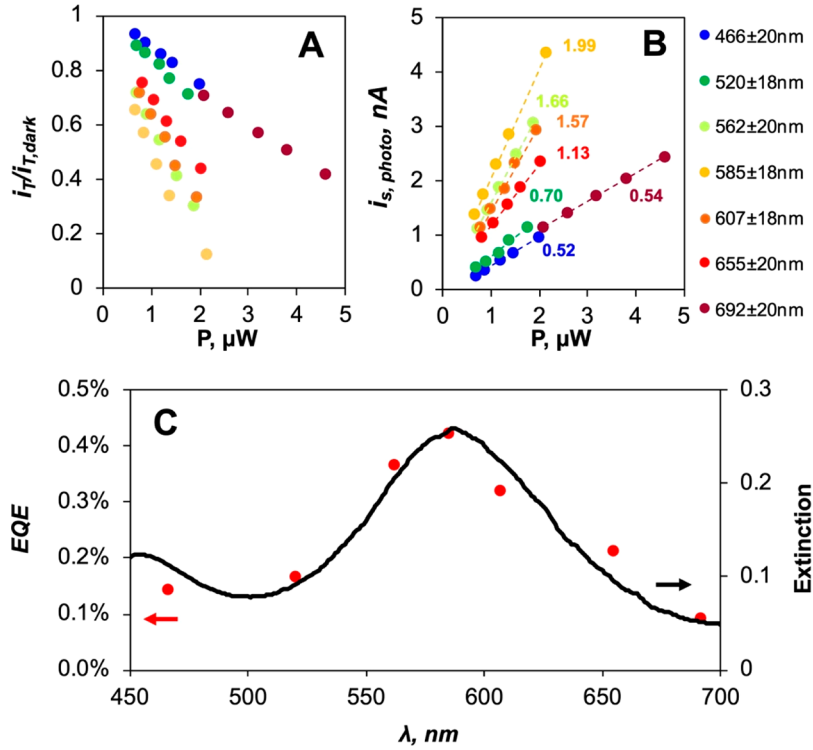 A
1
0.8
0.6
0.4
0.2
0
0 1 2 3 4 5
iT/iT,dark
P, µW
B
5
4
3
2
1
0
0 1 2 3 4 5
is, photo, nA
P, µW
1.99
1.66
1.57
1.13
0.70
0.54
0.52
466±20nm
520±18nm
562±20nm
585±18nm
607±18nm
655±20nm
692±20nm
C
0.5%
0.4%
0.3%
0.2%
0.1%
0.0%
EQE
0.3
0.2
0.1
0
Extinction
450 500 550 600 650 700
λ, nm